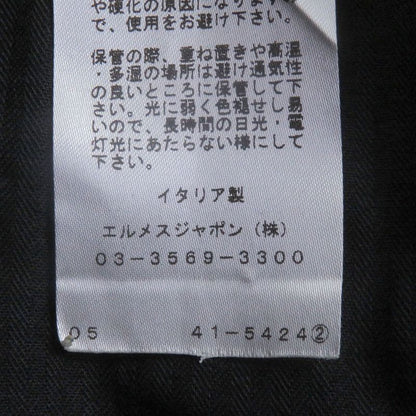 や硬化の原因になりますの
で、使用をお避け下さい。
保管の際、重ね置きや高温
・多湿の場所は避け通気性
の良いところに保管して下
さい。光に弱く色褪せし易
いので、長時間の日光・電
灯光にあたらない様にして
下さい。
イタリア製
エルメスジャポン（株）
03-3569-3300
05 41-5424②